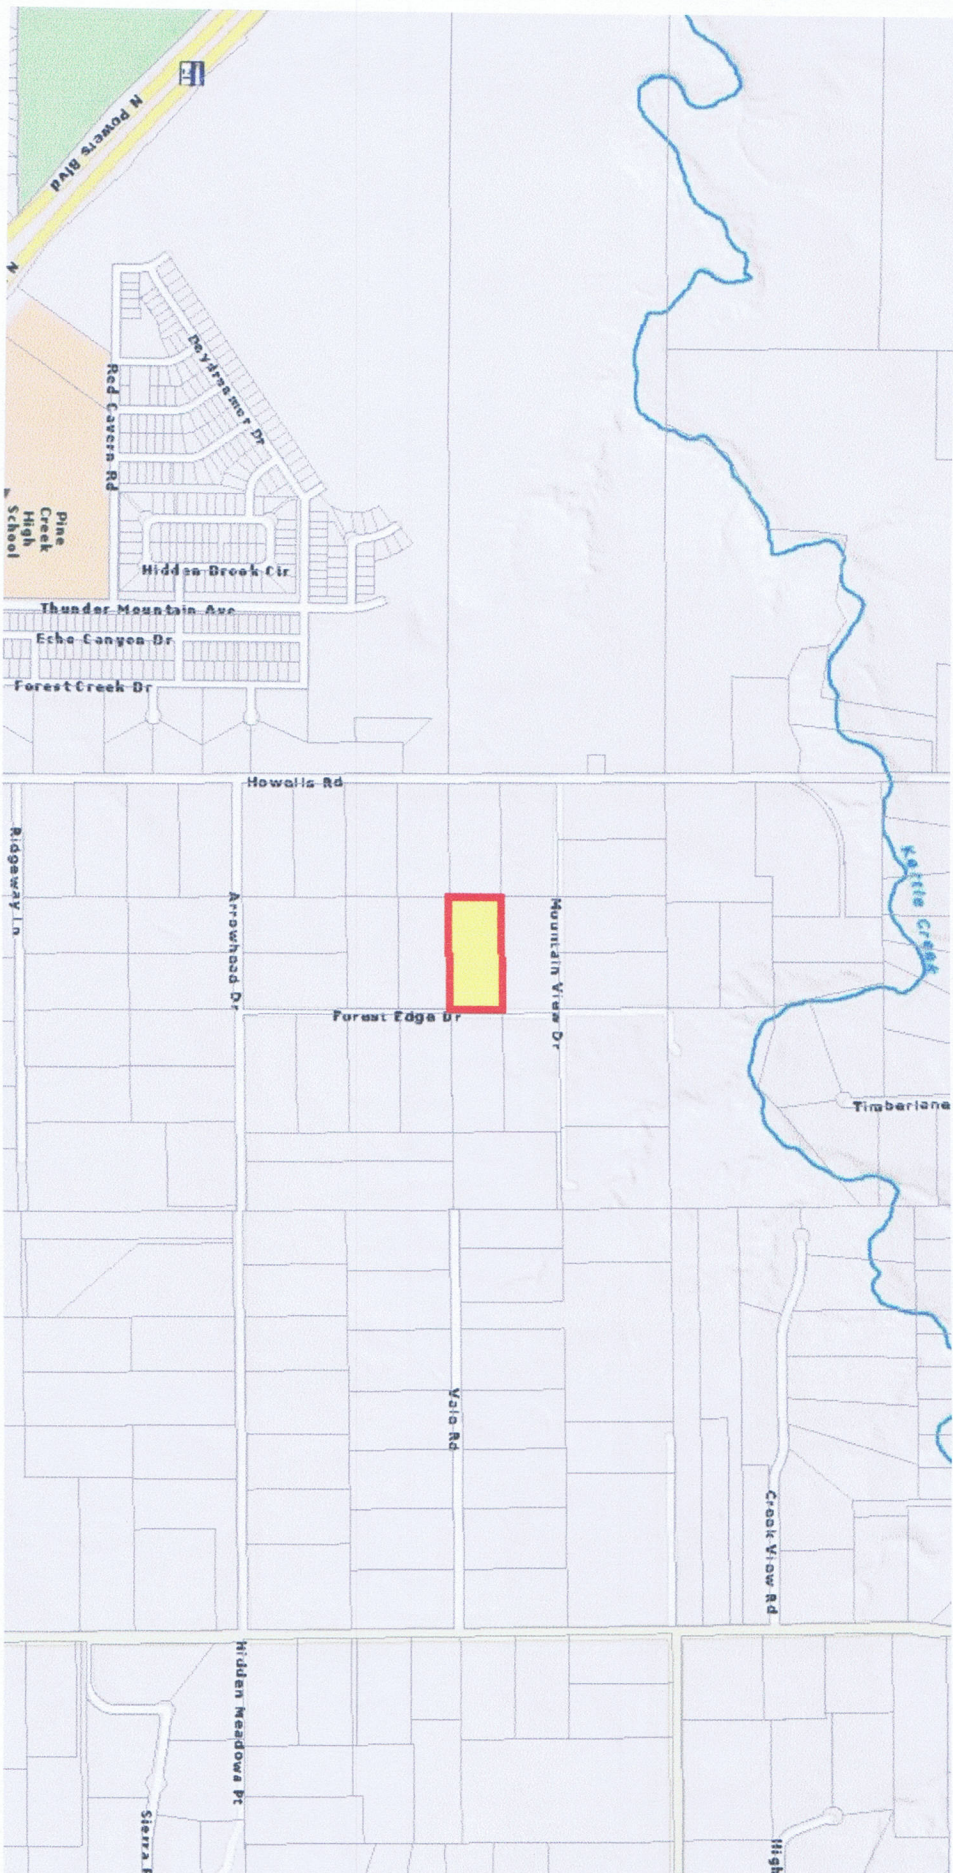 N Powers Blvd
N
Daydreamer Dr
Red Cavern Rd
Pine
Creek
High
School
Hidden Brook Cir
Thunder Mountain Ave
Echo Canyon Dr
Forest Creek Dr
Howells Rd
Ridgeway Ln
Arrowhead Dr
Mountain View Dr
Kettle Creek
Forest Edge Dr
Timberlane
Vale Rd
Creek View Rd
Hidden Meadows Pt
Sierra
High